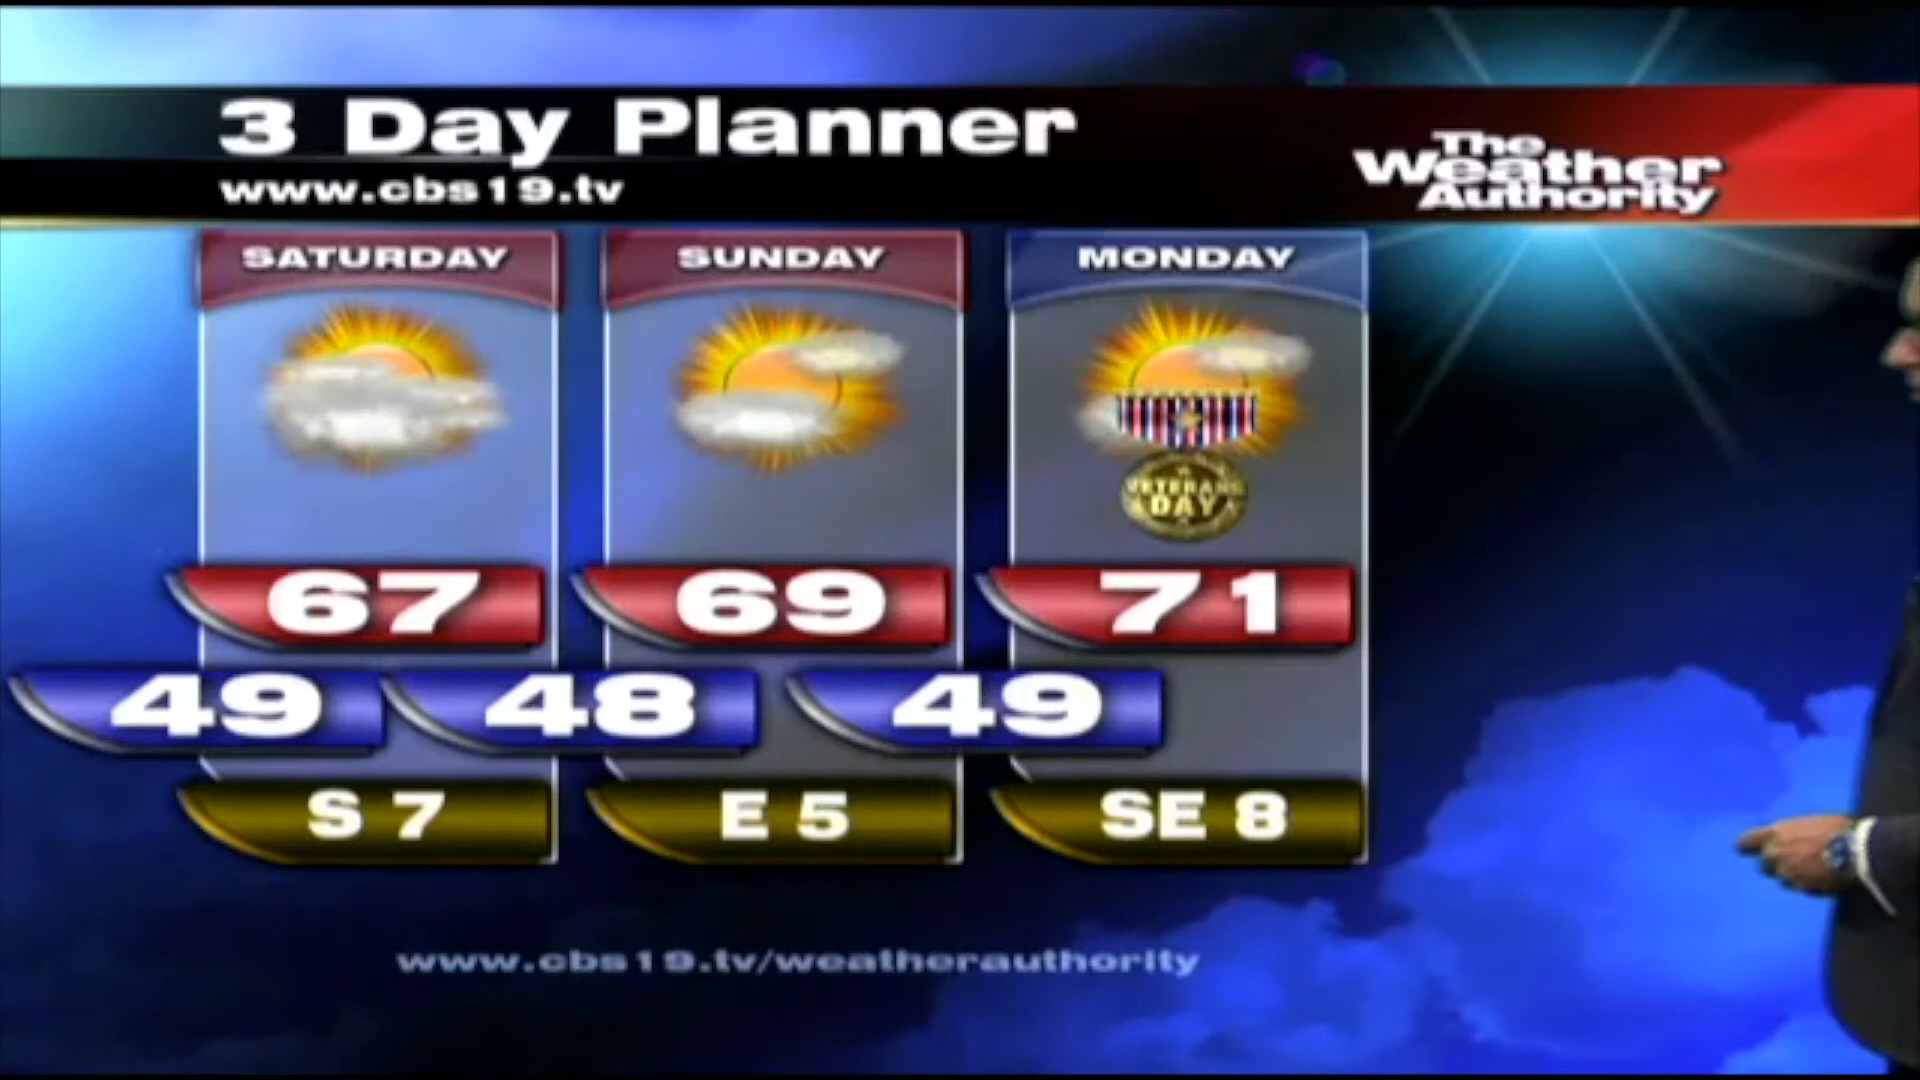 3 Day Planner
www.cbs19.tv
The
Weather
Authority
SATURDAY
SUNDAY
MONDAY
VETERANS
DAY
67
69
71
49
48
49
S 7
E 5
SE 8
www.cbs19.tv/weatherauthority